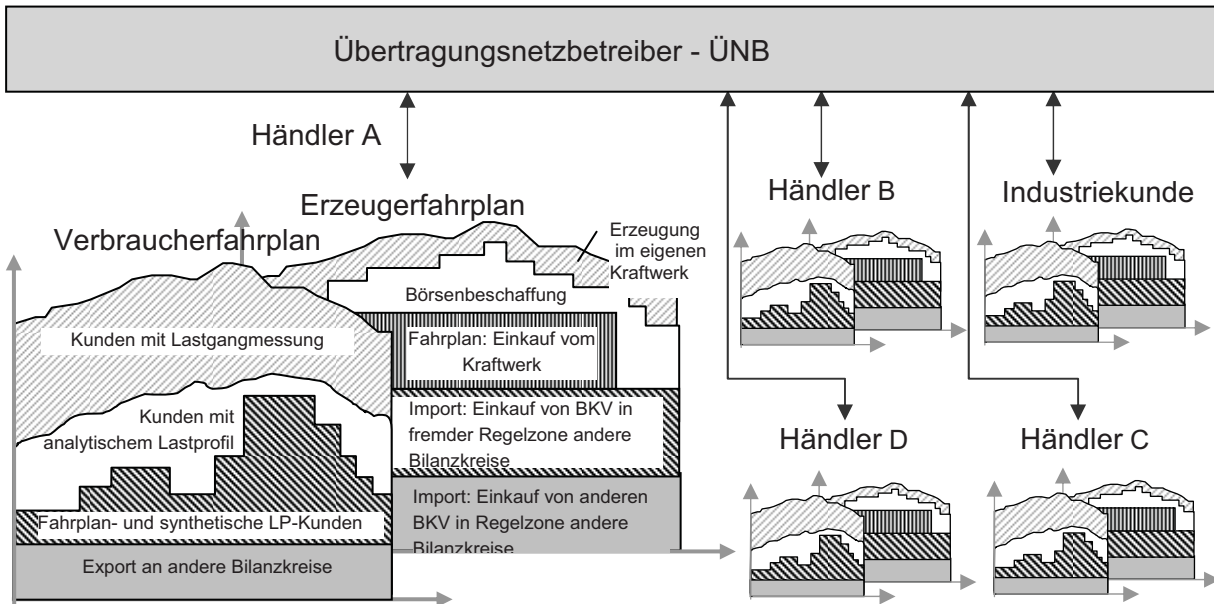 Übertragungsnetzbetreiber - ÜNB
Händler A
Erzeugerfahrplan
Verbraucherfahrplan
Erzeugung
im eigenen
Kraftwerk
Börsenbeschaffung
Kunden mit Lastgangmessung
Fahrplan: Einkauf vom
Kraftwerk
Kunden mit
analytischem Lastprofil
Import: Einkauf von BKV in
fremder Regelzone andere
Bilanzkreise
Fahrplan- und synthetische LP-Kunden
Import: Einkauf von anderen
BKV in Regelzone andere
Bilanzkreise
Export an andere Bilanzkreise
Händler B
Industriekunde
Händler D
Händler C